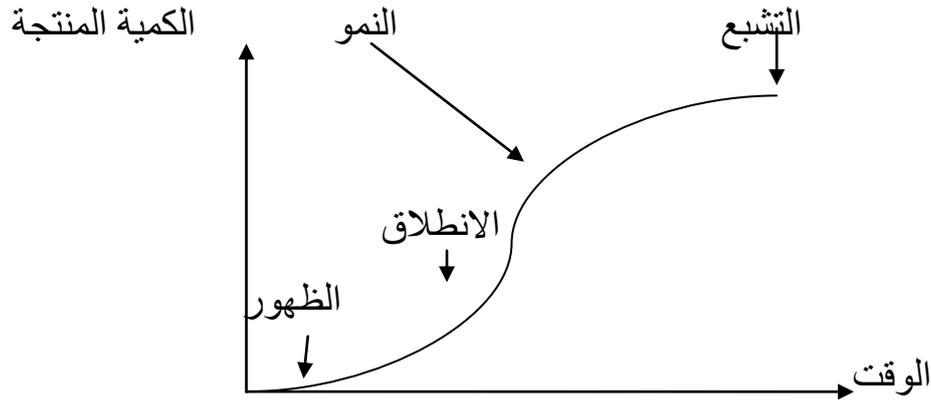 الكمية المنتجة
النمو
التشبع
الانطلاق
الظهور
الوقت